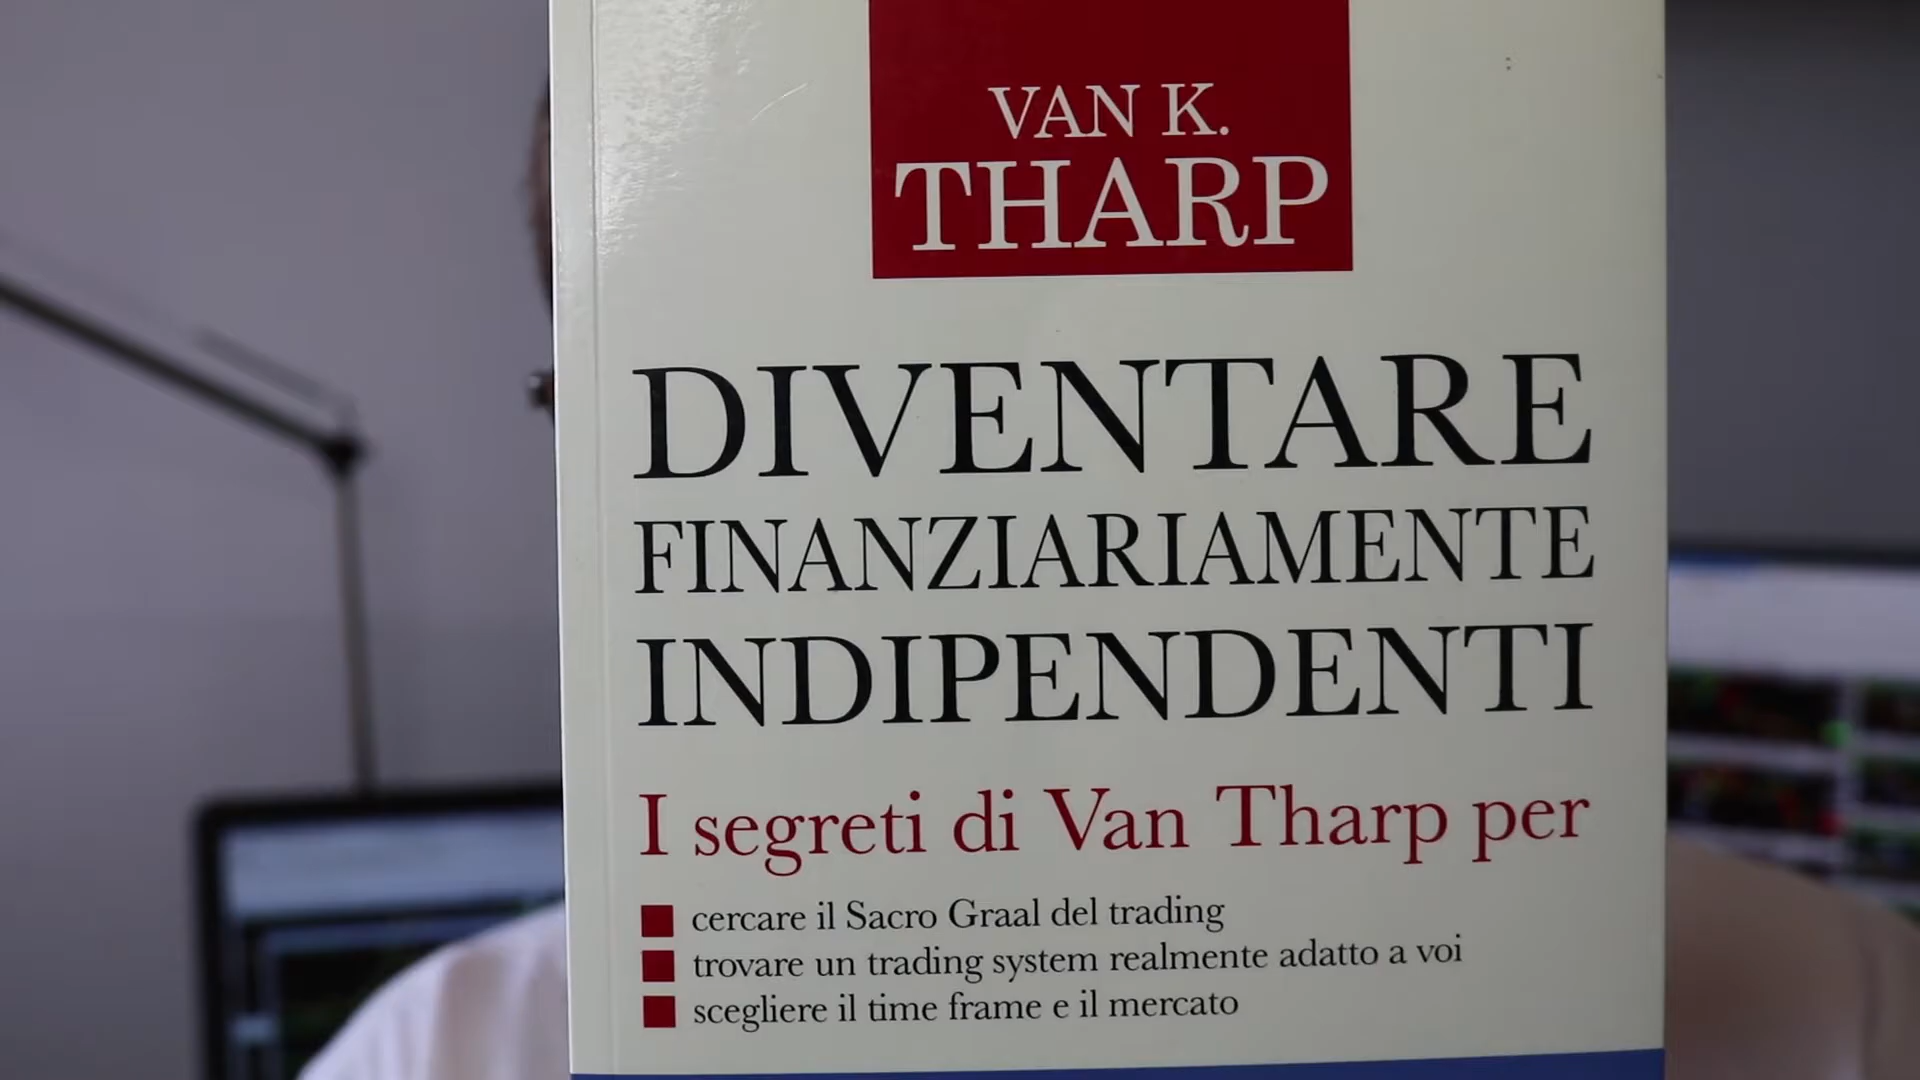 VAN K.
THARP
DIVENTARE
FINANZIARIAMENTE
INDIPENDENTI
I segreti di Van Tharp per
cercare il Sacro Graal del trading
trovare un trading system realmente adatto a voi
scegliere il time frame e il mercato